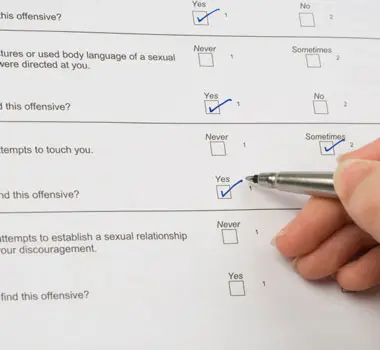 Yes No
his offensive? 1 2
tures or used body language of a sexual Never Sometimes
were directed at you. 1 2
Yes No
d this offensive? 1 2
Never Sometimes
tempts to touch you. 1 2
Yes
nd this offensive? 1
Never
attempts to establish a sexual relationship 1
our discouragement.
Yes
find this offensive? 1